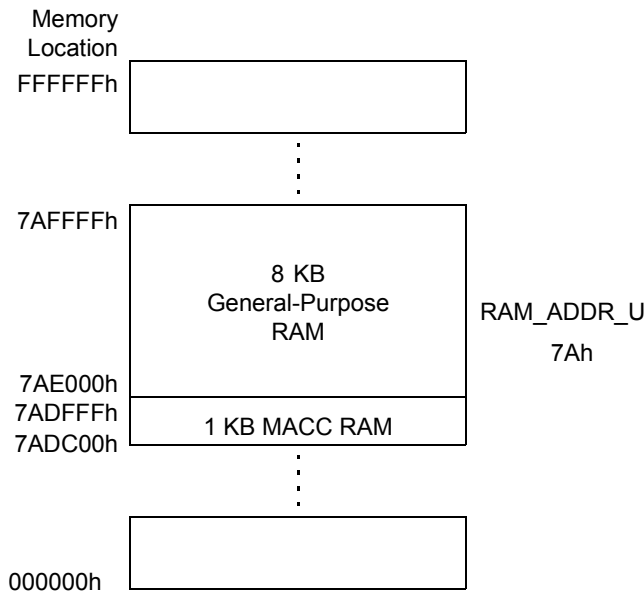 Memory
Location
FFFFFFh
7AFFFFh
8 KB
General-Purpose
RAM
RAM_ADDR_U
7Ah
7AE000h
7ADFFFh
1 KB MACC RAM
7ADC00h
000000h